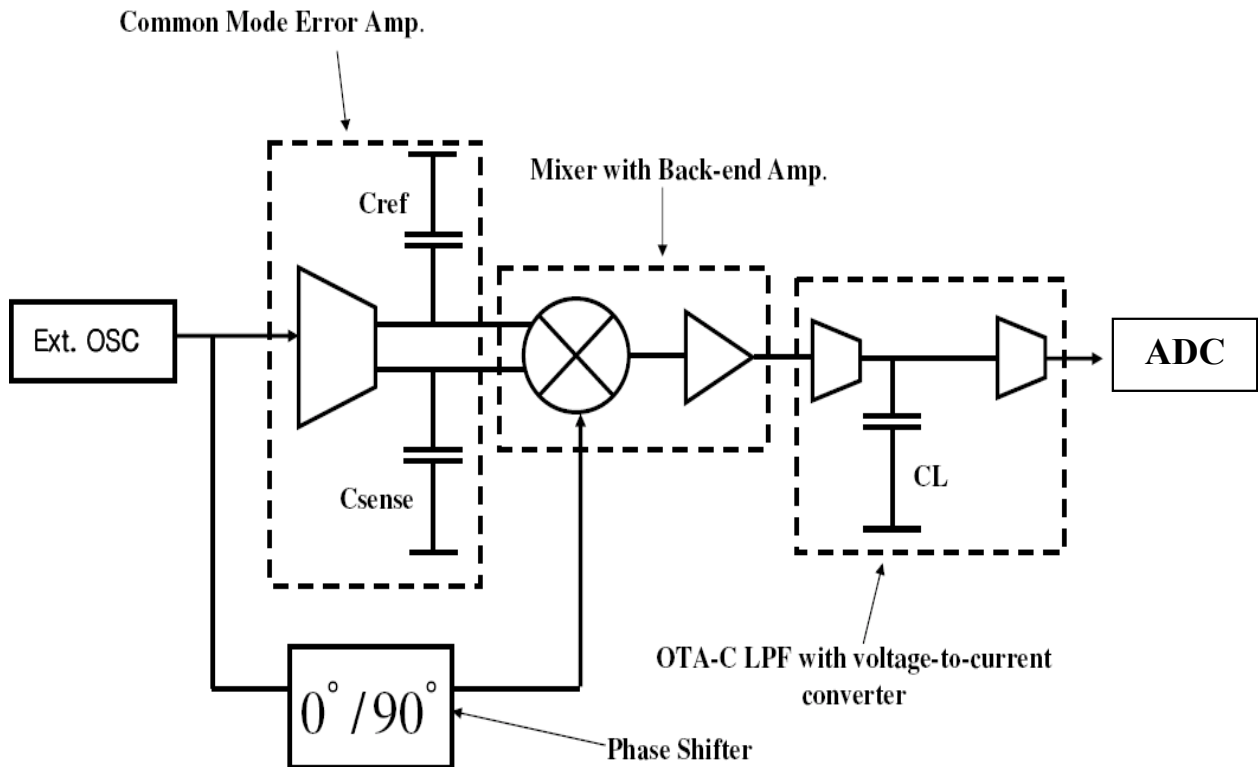 Common Mode Error Amp.
Mixer with Back-end Amp.
Cref
Ext. OSC
ADC
Csense
CL
OTA-C LPF with voltage-to-current
converter
0°/90°
Phase Shifter